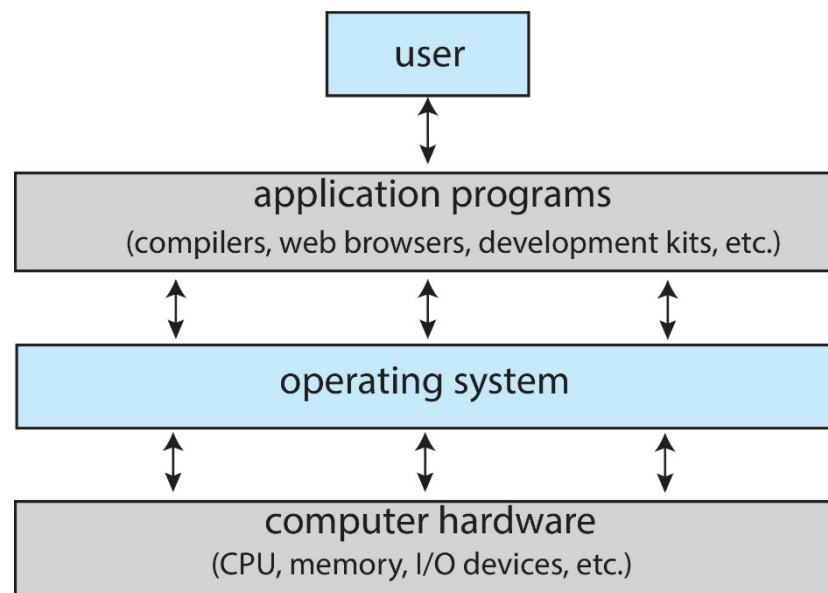 user
application programs
(compilers, web browsers, development kits, etc.)
operating system
computer hardware
(CPU, memory, I/O devices, etc.)